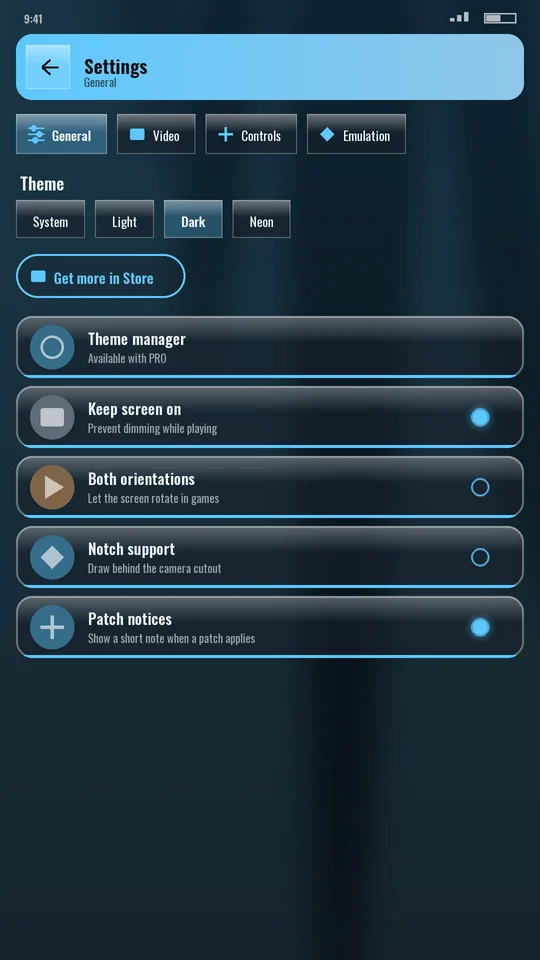 9:41
Settings
General
General
Video
Controls
Emulation
Theme
System
Light
Dark
Neon
Get more in Store
Theme manager
Available with PRO
Keep screen on
Prevent dimming while playing
Both orientations
Let the screen rotate in games
Notch support
Draw behind the camera cutout
Patch notices
Show a short note when a patch applies